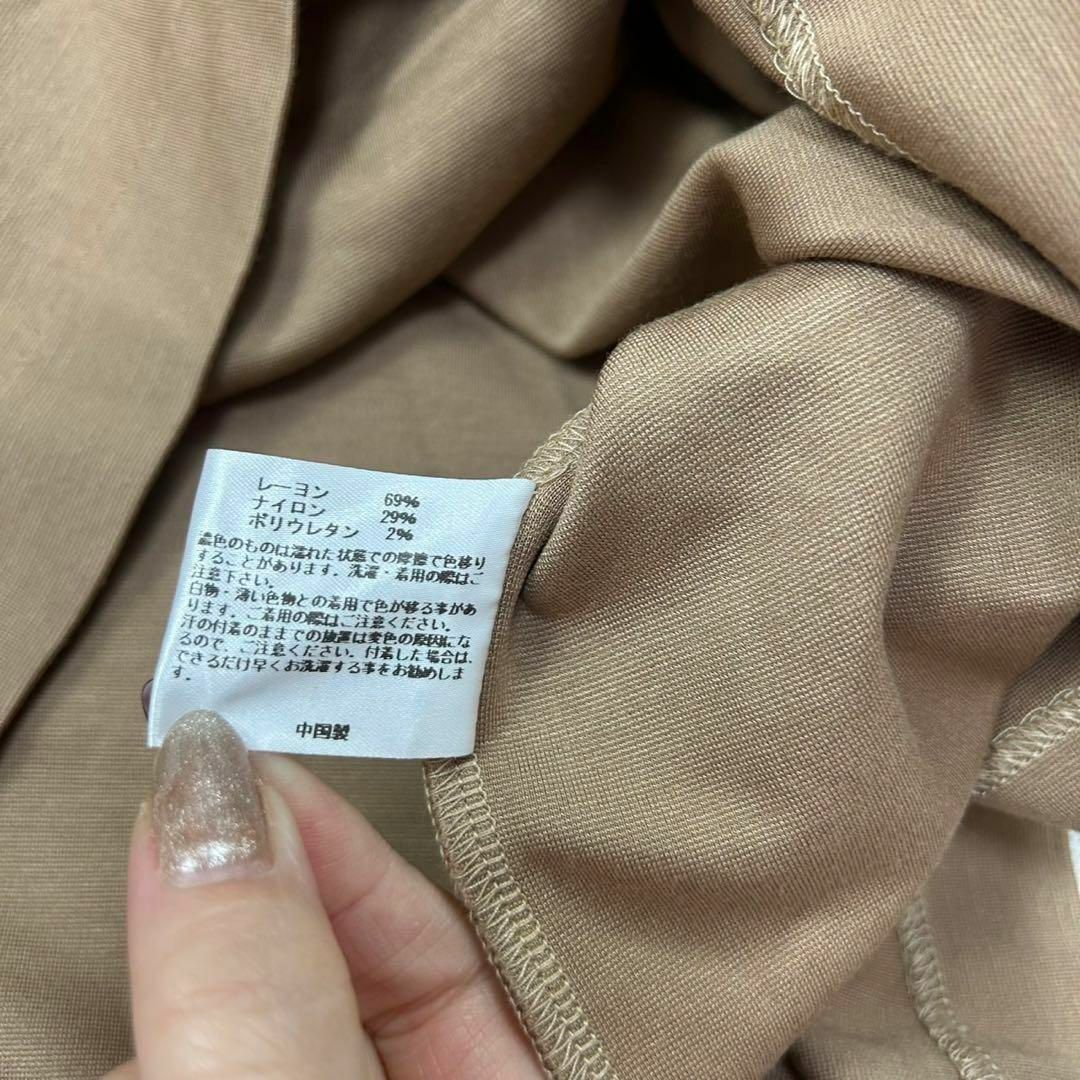 レーヨン 69%
ナイロン 29%
ポリウレタン 2%
濃色のものは濡れた状態での摩擦で色移り
することがあります。洗濯・着用の際はご
注意下さい。
白物・薄い色物との着用で色が移る事があ
ります。ご着用の際はご注意ください。
汗の付着のままでの放置は変色の原因にな
るので、ご注意ください。付着した場合は、
できるだけ早くお洗濯する事をお勧めしま
す。
中国製